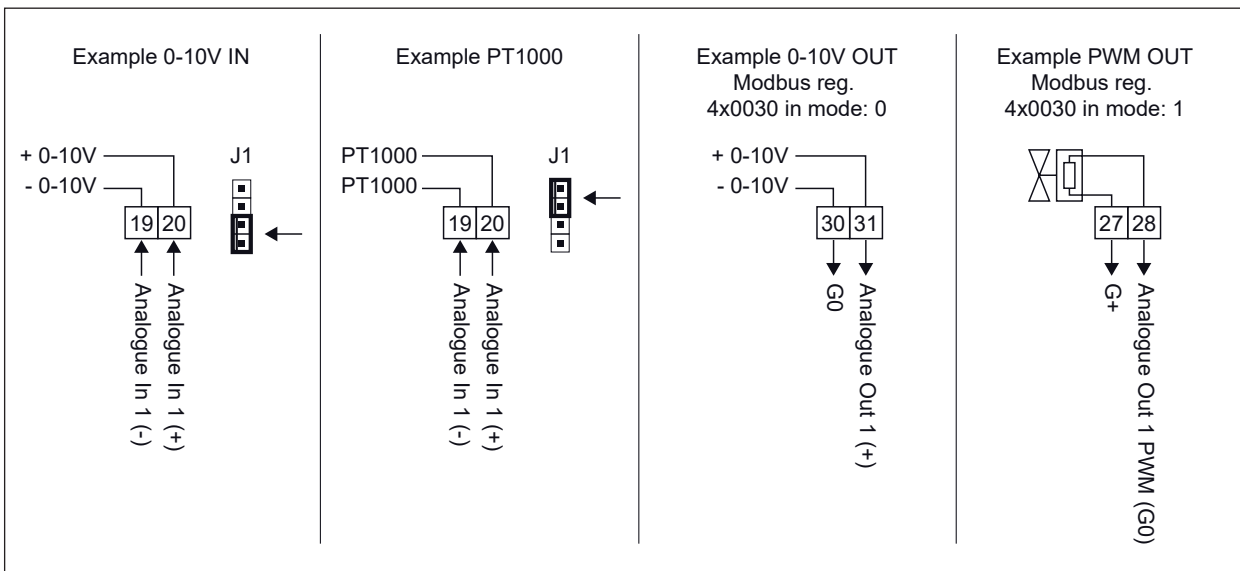 Example 0-10V IN
+ 0-10V
- 0-10V
J1
19 20
Analogue In 1 (-)
Analogue In 1 (+)
Example PT1000
PT1000
PT1000
J1
19 20
Analogue In 1 (-)
Analogue In 1 (+)
Example 0-10V OUT
Modbus reg.
4x0030 in mode: 0
+ 0-10V
- 0-10V
30 31
G0
Analogue Out 1 (+)
Example PWM OUT
Modbus reg.
4x0030 in mode: 1
27 28
G+
Analogue Out 1 PWM (G0)